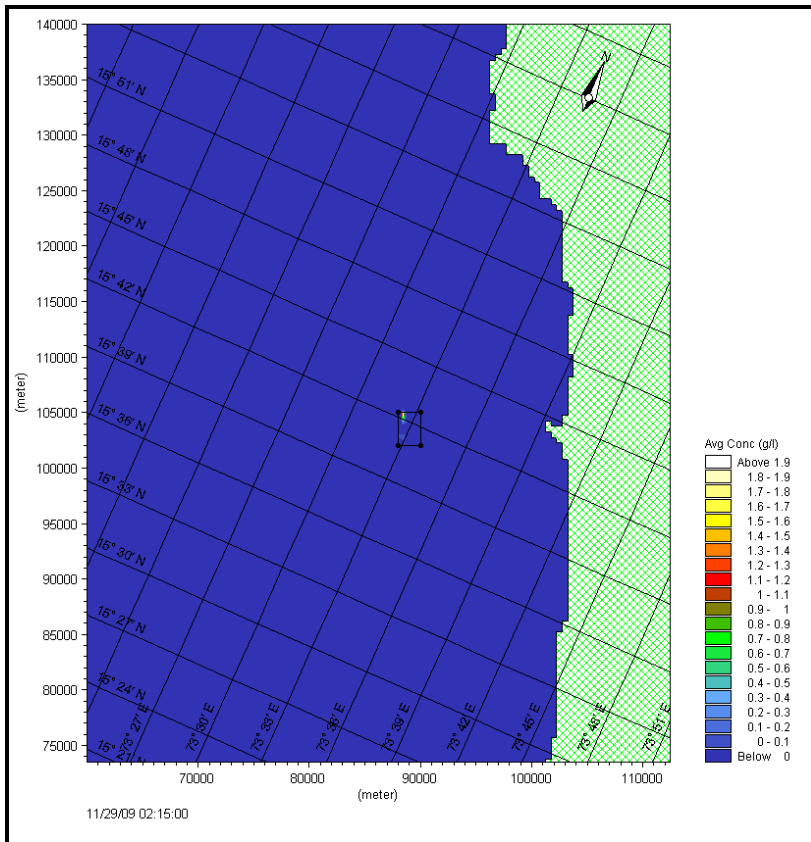 140000
135000
130000
125000
120000
115000
110000
105000
100000
95000
90000
85000
80000
75000
(meter)
15° 51' N
15° 48' N
15° 45' N
15° 42' N
15° 39' N
15° 36' N
15° 33' N
15° 30' N
15° 27' N
15° 24' N
15° 21' N
73° 27' E
73° 30' E
73° 33' E
73° 36' E
73° 39' E
73° 42' E
73° 45' E
73° 48' E
73° 51' E
N
70000 80000 90000 100000 110000
(meter)
11/29/09 02:15:00
Avg Conc (g/l)
Above 1.9
1.8 - 1.9
1.7 - 1.8
1.6 - 1.7
1.5 - 1.6
1.4 - 1.5
1.3 - 1.4
1.2 - 1.3
1.1 - 1.2
1 - 1.1
0.9 - 1
0.8 - 0.9
0.7 - 0.8
0.6 - 0.7
0.5 - 0.6
0.4 - 0.5
0.3 - 0.4
0.2 - 0.3
0.1 - 0.2
0 - 0.1
Below 0